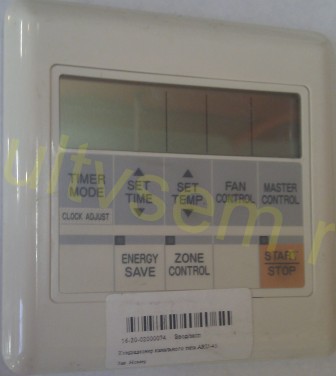 TIMER
MODE
CLOCK ADJUST
SET
TIME
SET
TEMP.
FAN
CONTROL
MASTER
CONTROL
ENERGY
SAVE
ZONE
CONTROL
START
STOP
ultvsem.r